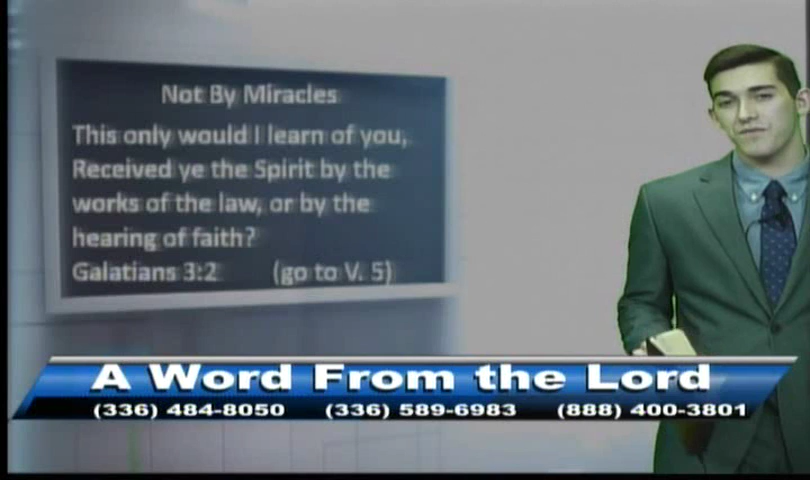 Not By Miracles
This only would I learn of you,
Received ye the Spirit by the
works of the law, or by the
hearing of faith?
Galatians 3:2 (go to V. 5)
A Word From the Lord
(336) 484-8050 (336) 589-6983 (888) 400-3801